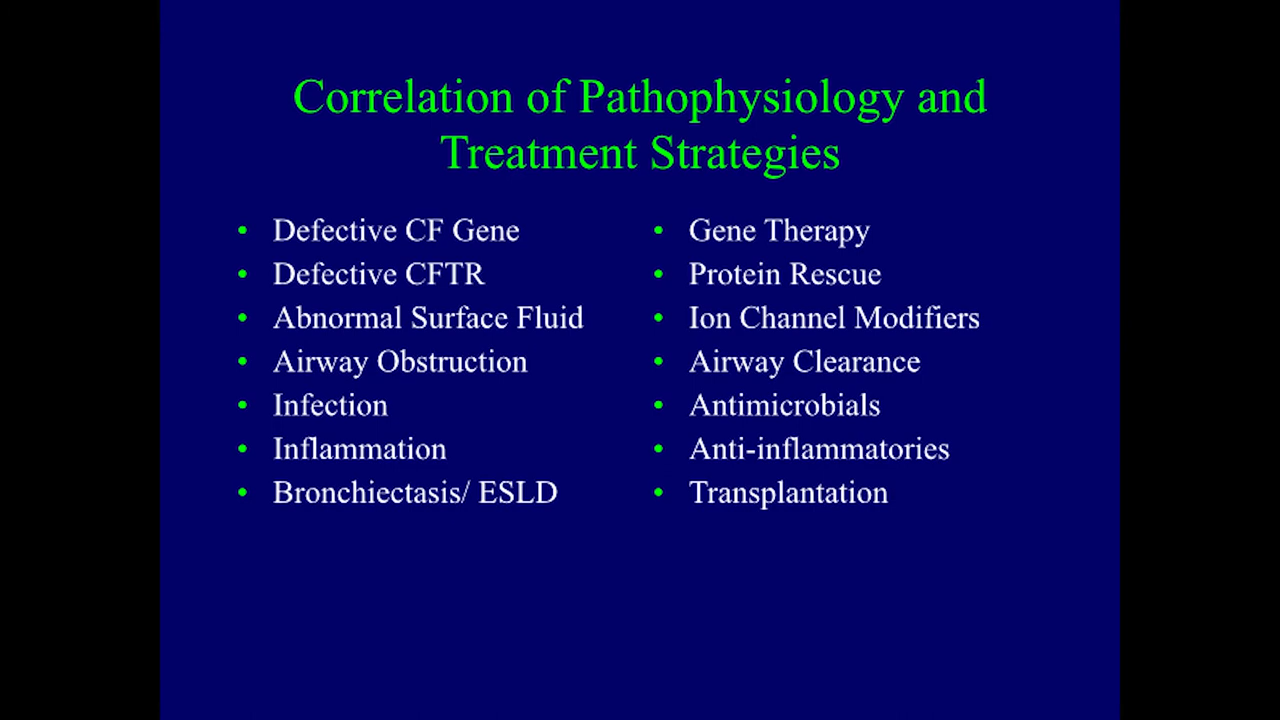 Correlation of Pathophysiology and
Treatment Strategies
• Defective CF Gene
• Defective CFTR
• Abnormal Surface Fluid
• Airway Obstruction
• Infection
• Inflammation
• Bronchiectasis/ ESLD
• Gene Therapy
• Protein Rescue
• Ion Channel Modifiers
• Airway Clearance
• Antimicrobials
• Anti-inflammatories
• Transplantation